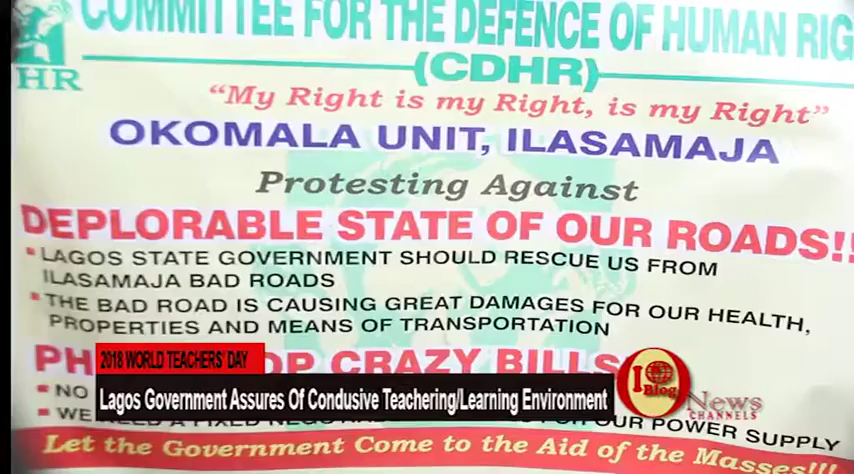 COMMITTEE FOR THE DEFENCE OF HUMAN RIG
HR
(CDHR)
"My Right is my Right, is my Right"
OKOMALA UNIT, ILASAMAJA
Protesting Against
DEPLORABLE STATE OF OUR ROADS!!
LAGOS STATE GOVERNMENT SHOULD RESCUE US FROM
ILASAMAJA BAD ROADS
THE BAD ROAD IS CAUSING GREAT DAMAGES FOR OUR HEALTH,
PROPERTIES AND MEANS OF TRANSPORTATION
CRAZY BILLS
2018 WORLD TEACHERS' DAY
NO
Lagos Government Assures Of Condusive Teachering/Learning Environment
I
Blog
News
CHANNELS
WE
OUR POWER SUPPLY
Let the Government Come to the Aid of the Masses!!!